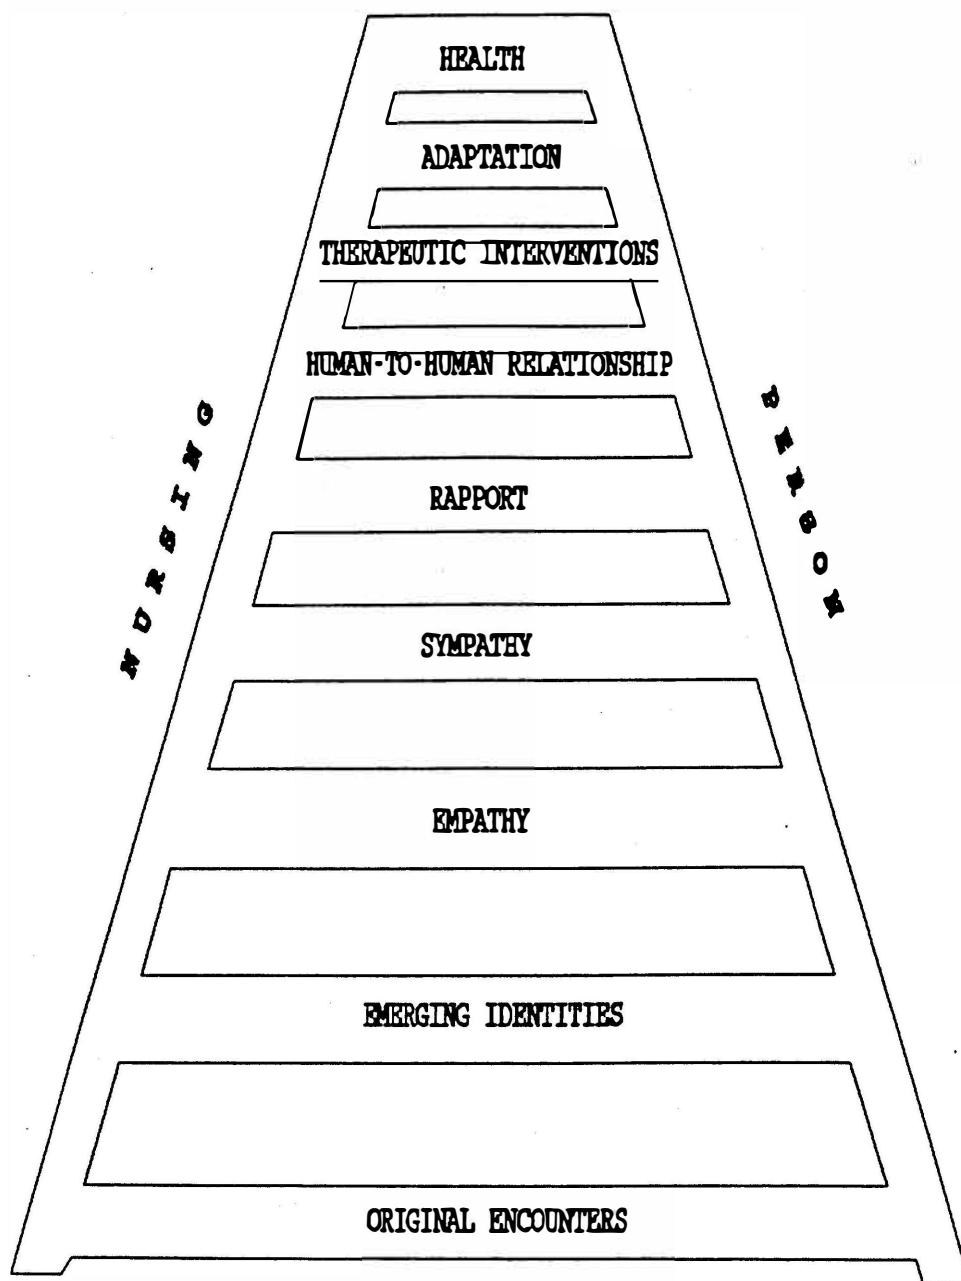 HEALTH
ADAPTATION
THERAPEUTIC INTERVENTIONS
HUMAN-TO-HUMAN RELATIONSHIP
NURSING
PERSON
RAPPORT
SYMPATHY
EMPATHY
EMERGING IDENTITIES
ORIGINAL ENCOUNTERS